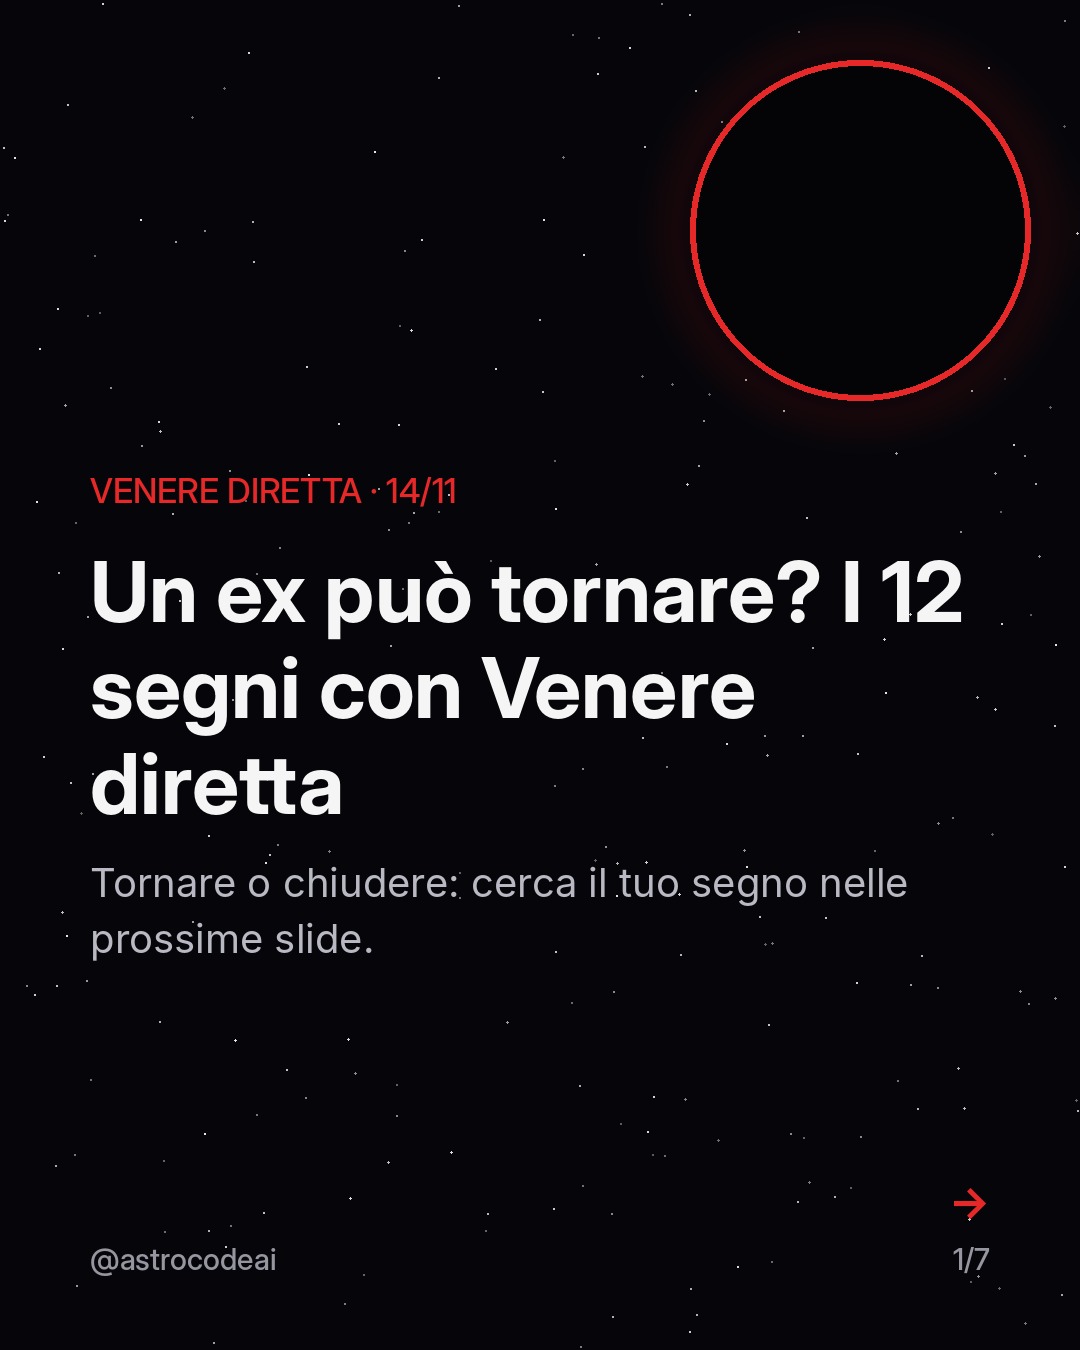 VENERE DIRETTA · 14/11
Un ex può tornare? I 12
segni con Venere
diretta
Tornare o chiudere: cerca il tuo segno nelle
prossime slide.
→
@astrocodeai
1/7